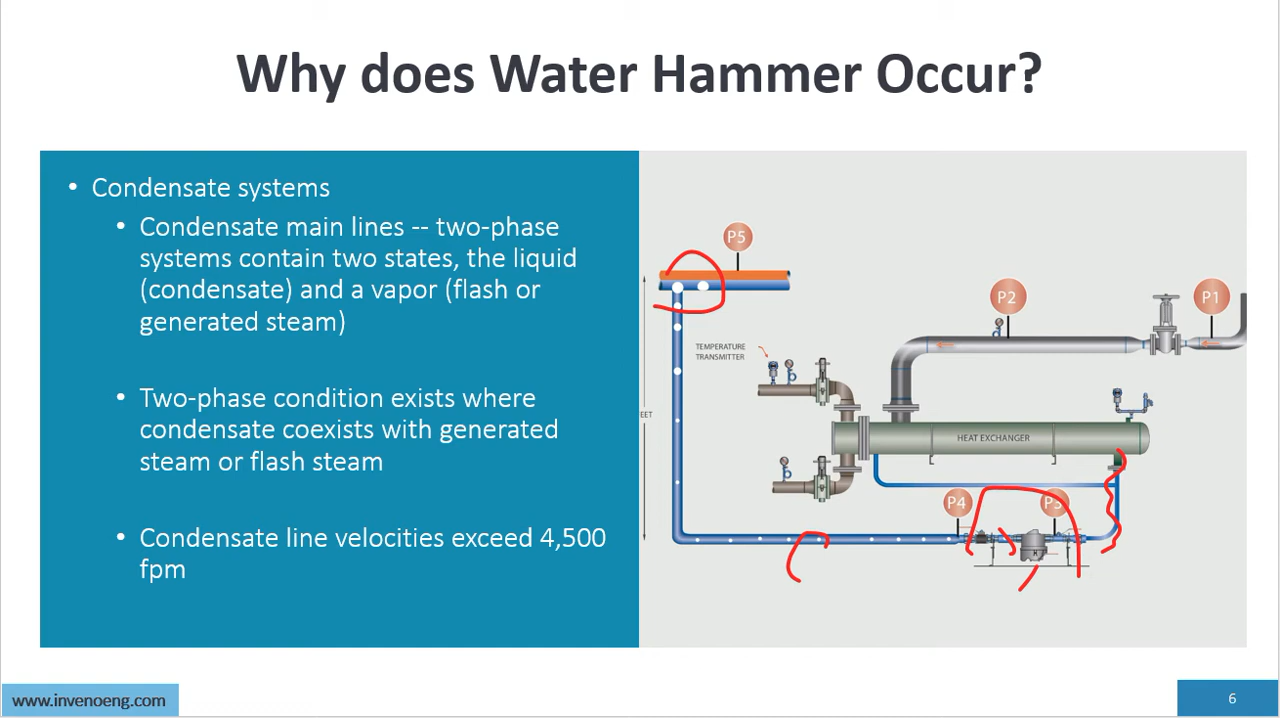 Why does Water Hammer Occur?
• Condensate systems
• Condensate main lines -- two-phase
systems contain two states, the liquid
(condensate) and a vapor (flash or
generated steam)
• Two-phase condition exists where
condensate coexists with generated
steam or flash steam
• Condensate line velocities exceed 4,500
fpm
P5
P2
P1
TEMPERATURE
TRANSMITTER
EET
HEAT EXCHANGER
P4
P3
www.invenoeng.com
6